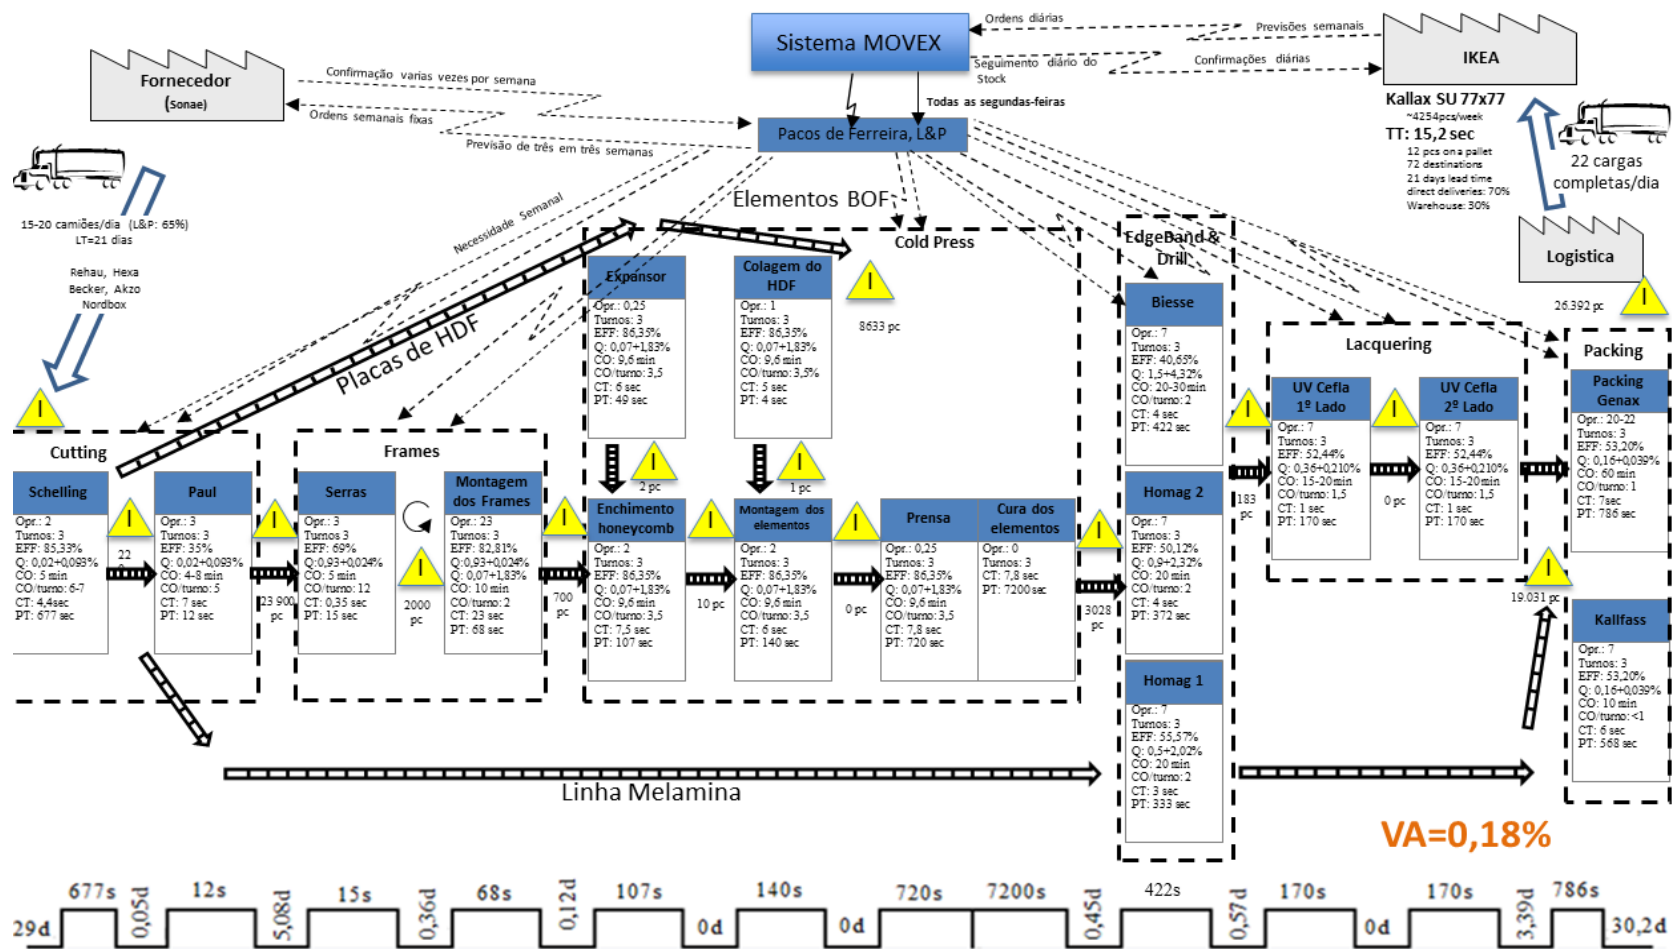 Sistema MOVEX
Ordens diárias
Previsões semanais
Seguimento diário do
Stock
Confirmações diárias
IKEA
Fornecedor
(Sonae)
Confirmação varias vezes por semana
Ordens semanais fixas
Previsão de três em três semanas
Todas as segundas-feiras
Pacos de Ferreira, L&P
Kallax SU 77x77
~4254pcs/week
TT: 15,2 sec
12 pcs on a pallet
72 destinations
21 days lead time
direct deliveries: 70%
Warehouse: 30%
22 cargas
completas/dia
Logistica
26.392 pc
15-20 camiões/dia (L&P: 65%)
LT=21 dias
Rehau, Hexa
Becker, Akzo
Nordbox
Necessidade Semanal
Elementos BOF
Placas de HDF
Cutting
Schelling
Opr.: 2
Turnos: 3
EFF: 85,33%
Q: 0,02+0,093%
CO: 5 min
CO/turno: 6-7
CT: 4,4sec
PT: 677 sec
I
22
Paul
Opr.: 3
Turnos: 3
EFF: 35%
Q: 0,02+0,093%
CO: 4-8 min
CO/turno: 5
CT: 7 sec
PT: 12 sec
I
23 900
pc
Frames
Serras
Opr.: 3
Turnos 3
EFF: 69%
Q:0,93+0,024%
CO: 5 min
CO/turno: 12
CT: 0,35 sec
PT: 15 sec
I
2000
pc
Montagem
dos Frames
Opr.: 23
Turnos: 3
EFF: 82,81%
Q:0,93+0,024%
Q: 0,07+1,83%
CO: 10 min
CO/turno: 2
CT: 23 sec
PT: 68 sec
I
700
pc
Cold Press
Expansor
Opr.: 0,25
Turnos: 3
EFF: 86,35%
Q: 0,07+1,83%
CO: 9,6 min
CO/turno: 3,5
CT: 6 sec
PT: 49 sec
I
2 pc
Colagem do
HDF
Opr.: 1
Turnos: 3
EFF: 86,35%
Q: 0,07+1,83%
CO: 9,6 min
CO/turno: 3,5%
CT: 5 sec
PT: 4 sec
I
8633 pc
I
1 pc
Enchimento
honeycomb
Opr.: 2
Turnos: 3
EFF: 86,35%
Q: 0,07+1,83%
CO: 9,6 min
CO/turno: 3,5
CT: 7,5 sec
PT: 107 sec
I
10 pc
Montagem dos
elementos
Opr.: 2
Turnos: 3
EFF: 86,35%
Q: 0,07+1,83%
CO: 9,6 min
CO/turno: 3,5
CT: 6 sec
PT: 140 sec
I
0 pc
Prensa
Opr.: 0,25
Turnos: 3
EFF: 86,35%
Q: 0,07+1,83%
CO: 9,6 min
CO/turno: 3,5
CT: 7,8 sec
PT: 720 sec
Cura dos
elementos
Opr.: 0
Turnos: 3
CT: 7,8 sec
PT: 7200 sec
I
3028
pc
EdgeBand &
Drill
Biesse
Opr.: 7
Turnos: 3
EFF: 40,65%
Q: 1,5+4,32%
CO: 20-30min
CO/turno: 2
CT: 4 sec
PT: 422 sec
Homag 2
Opr.: 7
Turnos: 3
EFF: 50,12%
Q: 0,9+2,32%
CO: 20 min
CO/turno: 2
CT: 4 sec
PT: 372 sec
Homag 1
Opr.: 7
Turnos: 3
EFF: 55,57%
Q: 0,5+2,02%
CO: 20 min
CO/turno: 2
CT: 3 sec
PT: 333 sec
I
183
pc
Lacquering
UV Cefla
1º Lado
Opr.: 7
Turnos: 3
EFF: 52,44%
Q: 0,36+0,210%
CO: 15-20min
CO/turno: 1,5
CT: 1 sec
PT: 170 sec
I
0 pc
UV Cefla
2º Lado
Opr.: 7
Turnos: 3
EFF: 52,44%
Q: 0,36+0,210%
CO: 15-20min
CO/turno: 1,5
CT: 1 sec
PT: 170 sec
I
19.031 pc
I
Packing
Packing
Genax
Opr.: 20-22
Turnos: 3
EFF: 53,20%
Q: 0,16+0,039%
CO: 60 min
CO/turno: 1
CT: 7sec
PT: 786 sec
Kallfass
Opr.: 7
Turnos: 3
EFF: 53,20%
Q: 0,16+0,039%
CO: 10 min
CO/turno: <1
CT: 6 sec
PT: 568 sec
I
Linha Melamina
VA=0,18%
29d
677s
0,05d
12s
5,08d
15s
0,36d
68s
0,12d
107s
0d
140s
0d
720s
7200s
0,45d
422s
0,57d
170s
0d
170s
3,39d
786s
30,2d